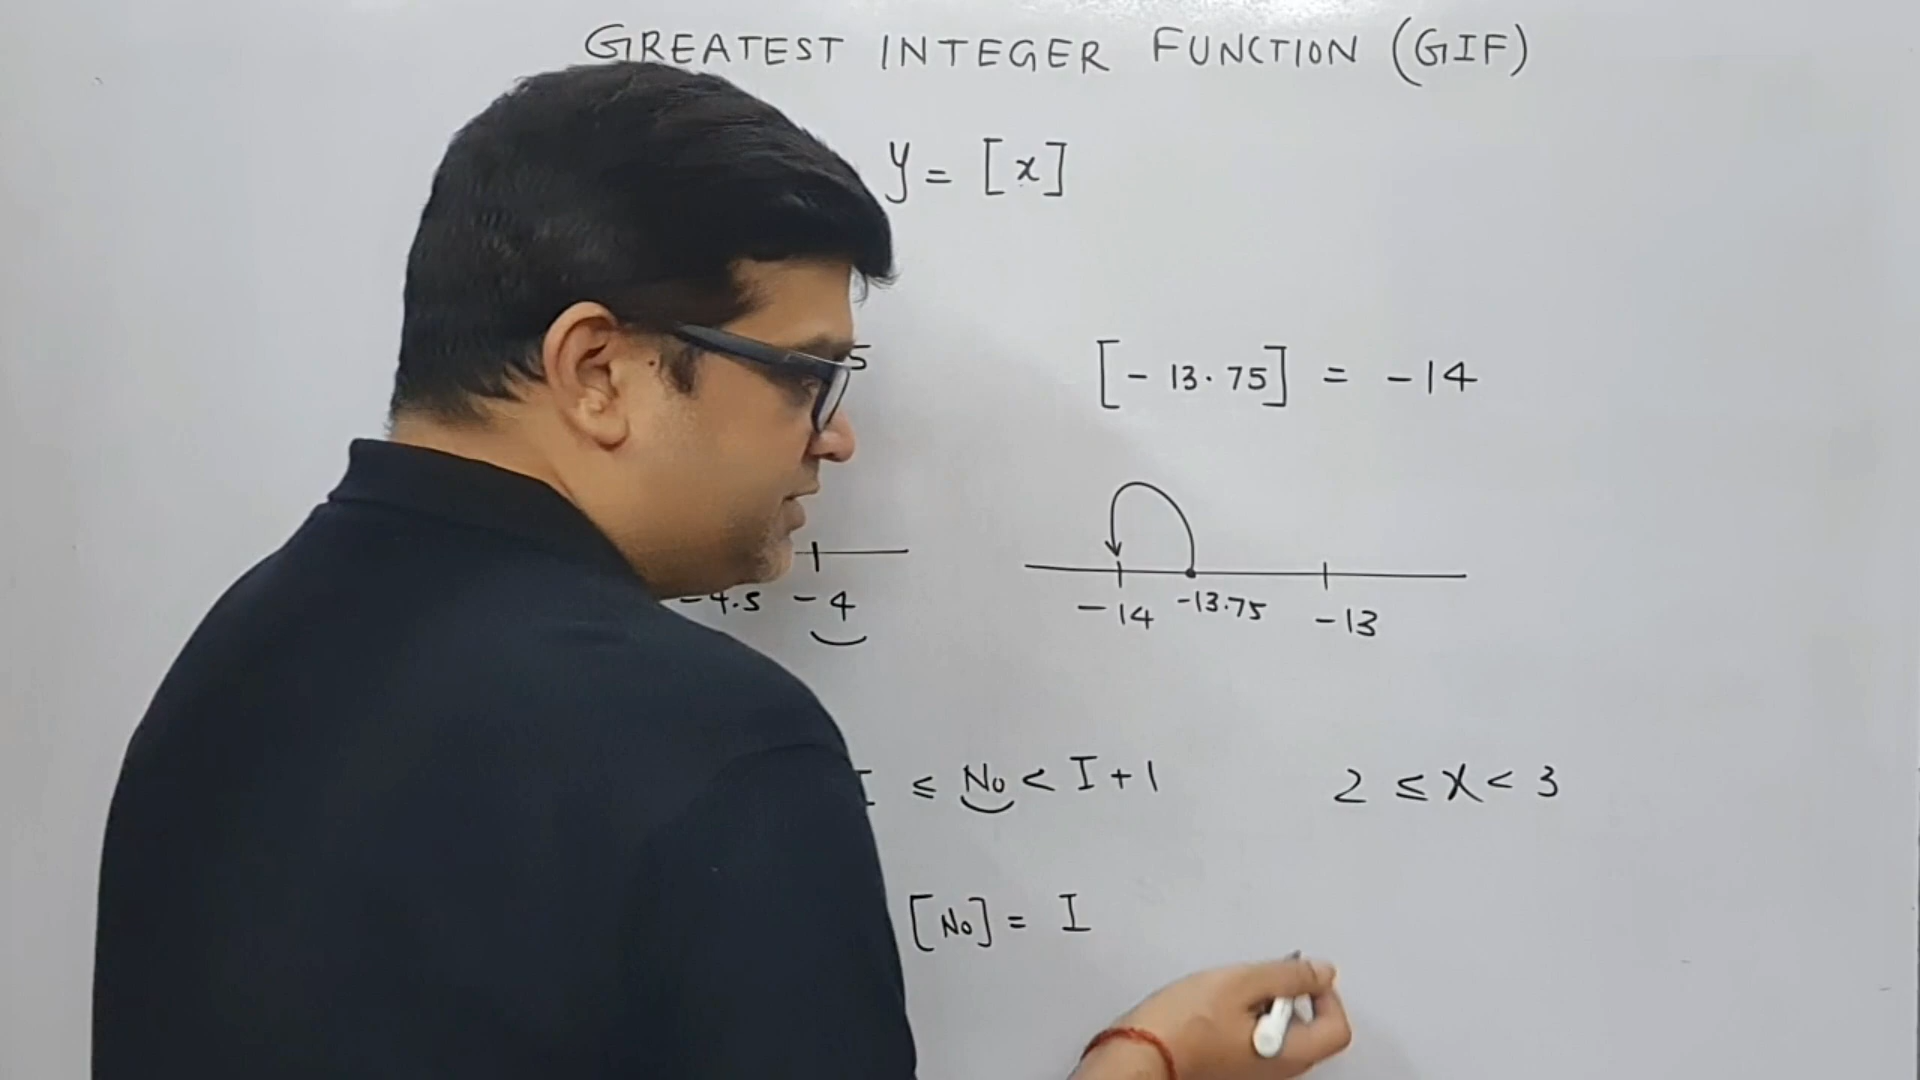 GREATEST INTEGER FUNCTION (GIF)
y = [x]
5
[- 13.75] = -14
-4.5 -4
-14 -13.75 -13
I ≤ No < I + 1
2 ≤ x < 3
[No] = I